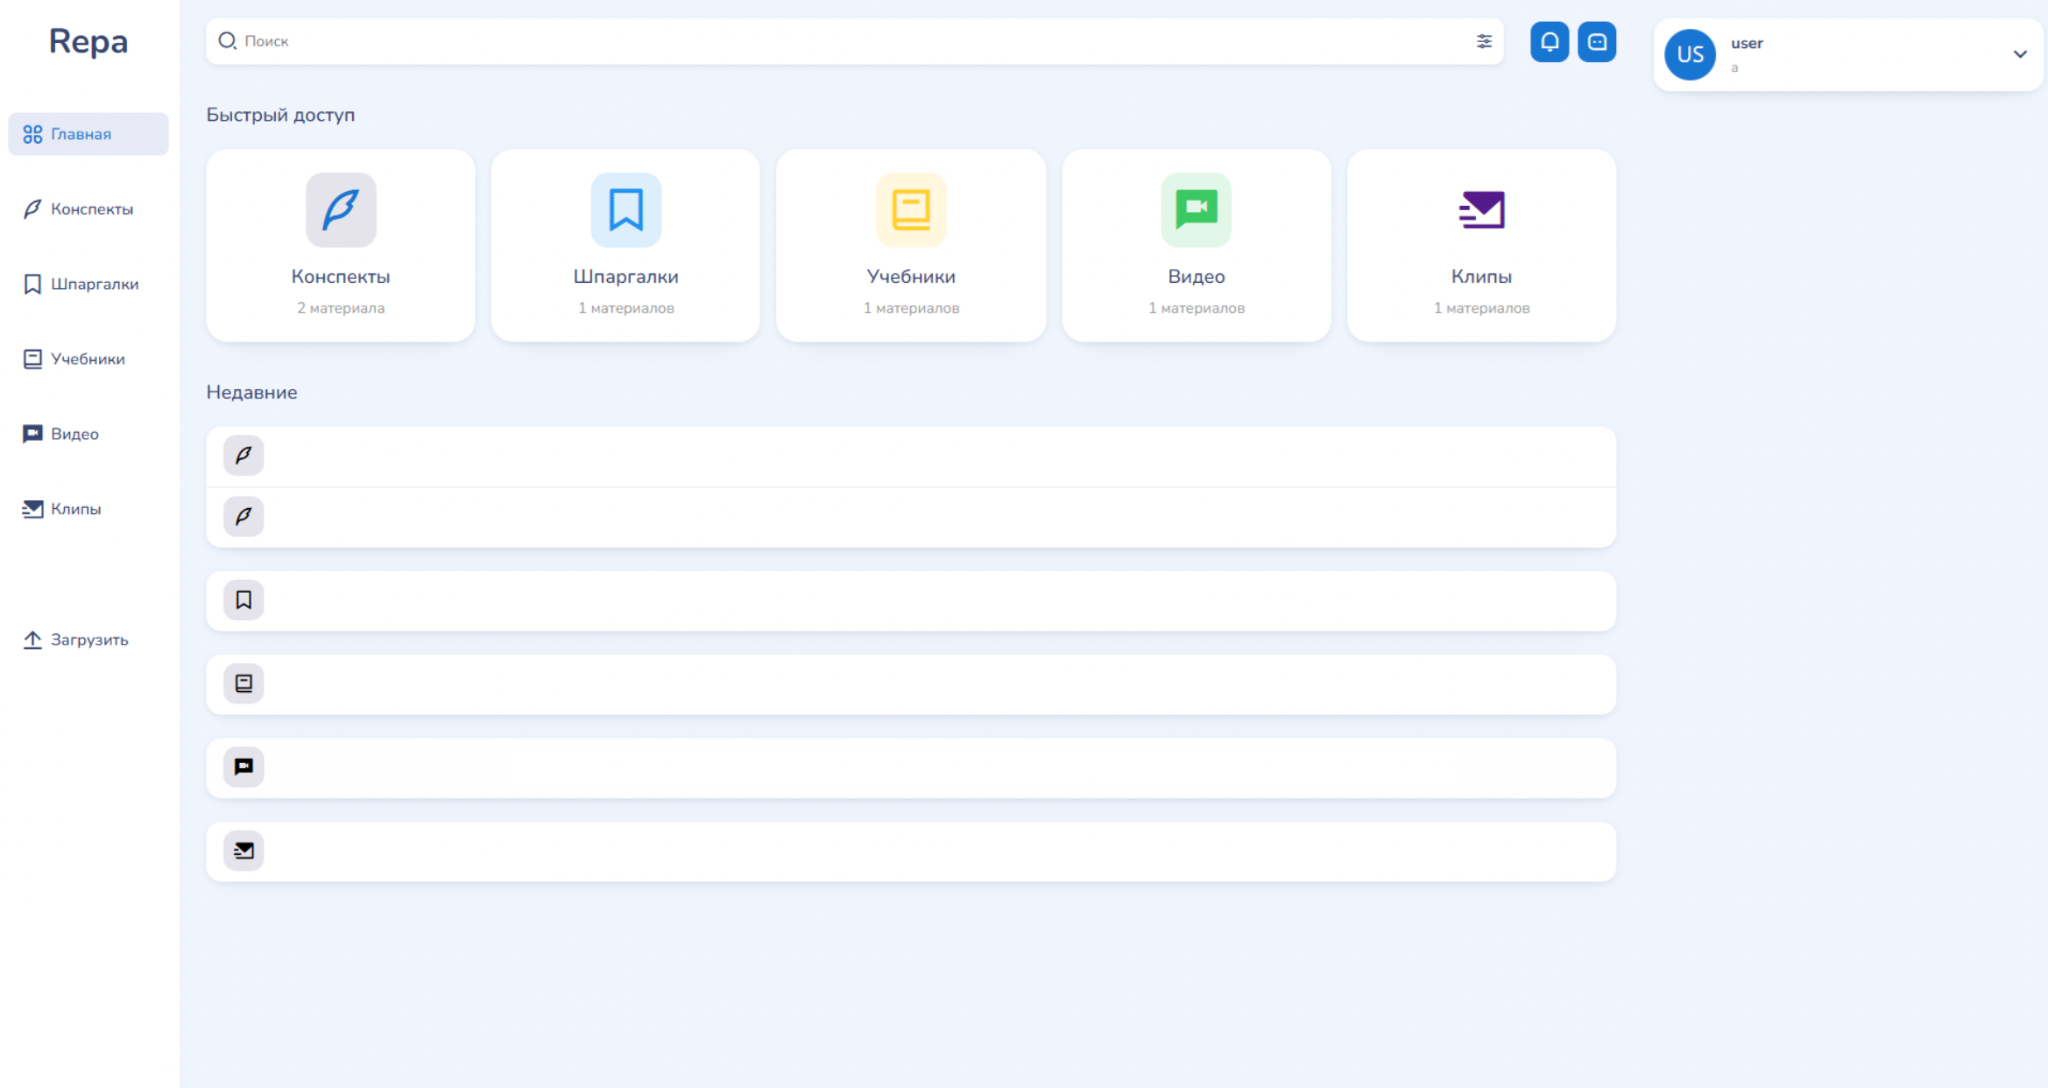 Repa
Главная
Конспекты
Шпаргалки
Учебники
Видео
Клипы
Загрузить
Поиск
US
user
a
Быстрый доступ
Конспекты
2 материала
Шпаргалки
1 материалов
Учебники
1 материалов
Видео
1 материалов
Клипы
1 материалов
Недавние